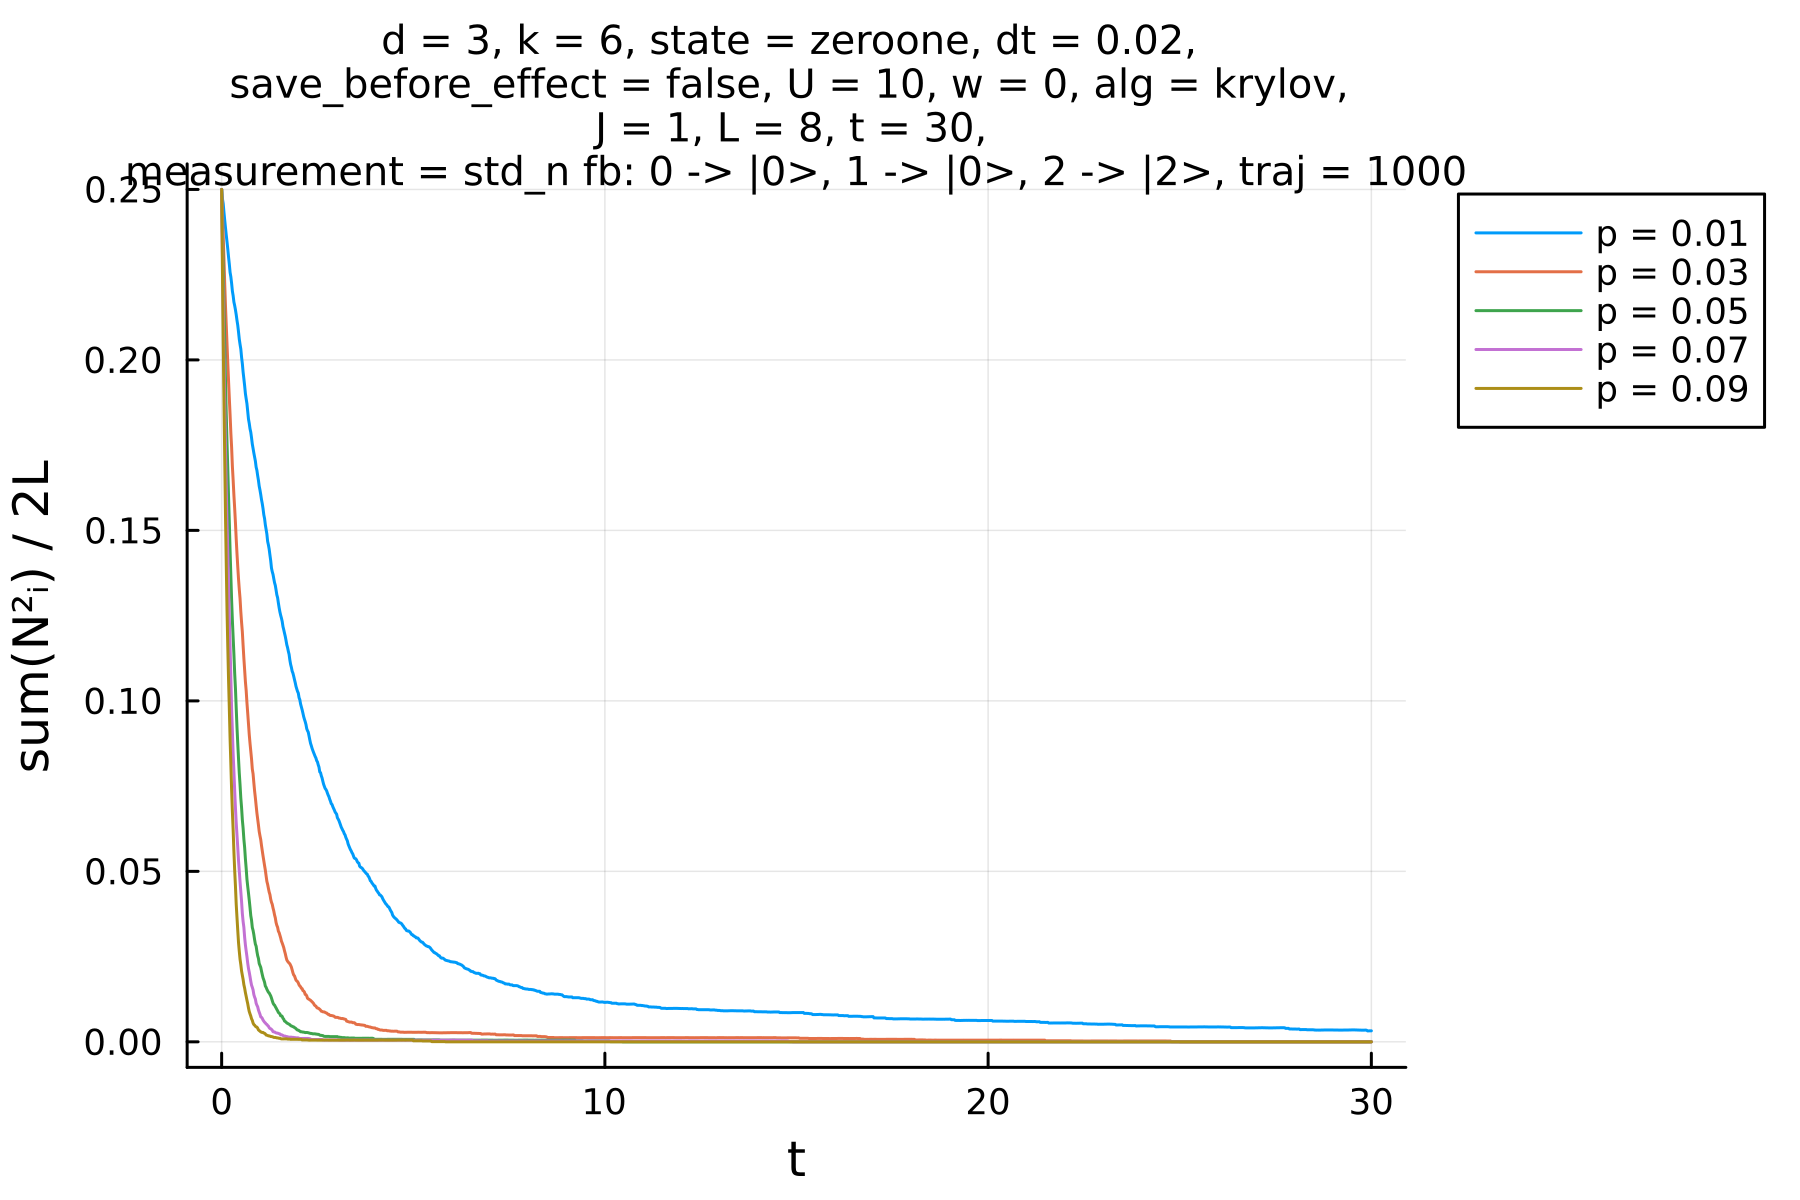 d = 3, k = 6, state = zeroone, dt = 0.02,
save_before_effect = false, U = 10, w = 0, alg = krylov,
J = 1, L = 8, t = 30,
measurement = std_n fb: 0 -> |0>, 1 -> |0>, 2 -> |2>, traj = 1000
0.25
0.20
0.15
0.10
0.05
0.00
sum(N²ᵢ) / 2L
0 10 20 30
t
p = 0.01
p = 0.03
p = 0.05
p = 0.07
p = 0.09